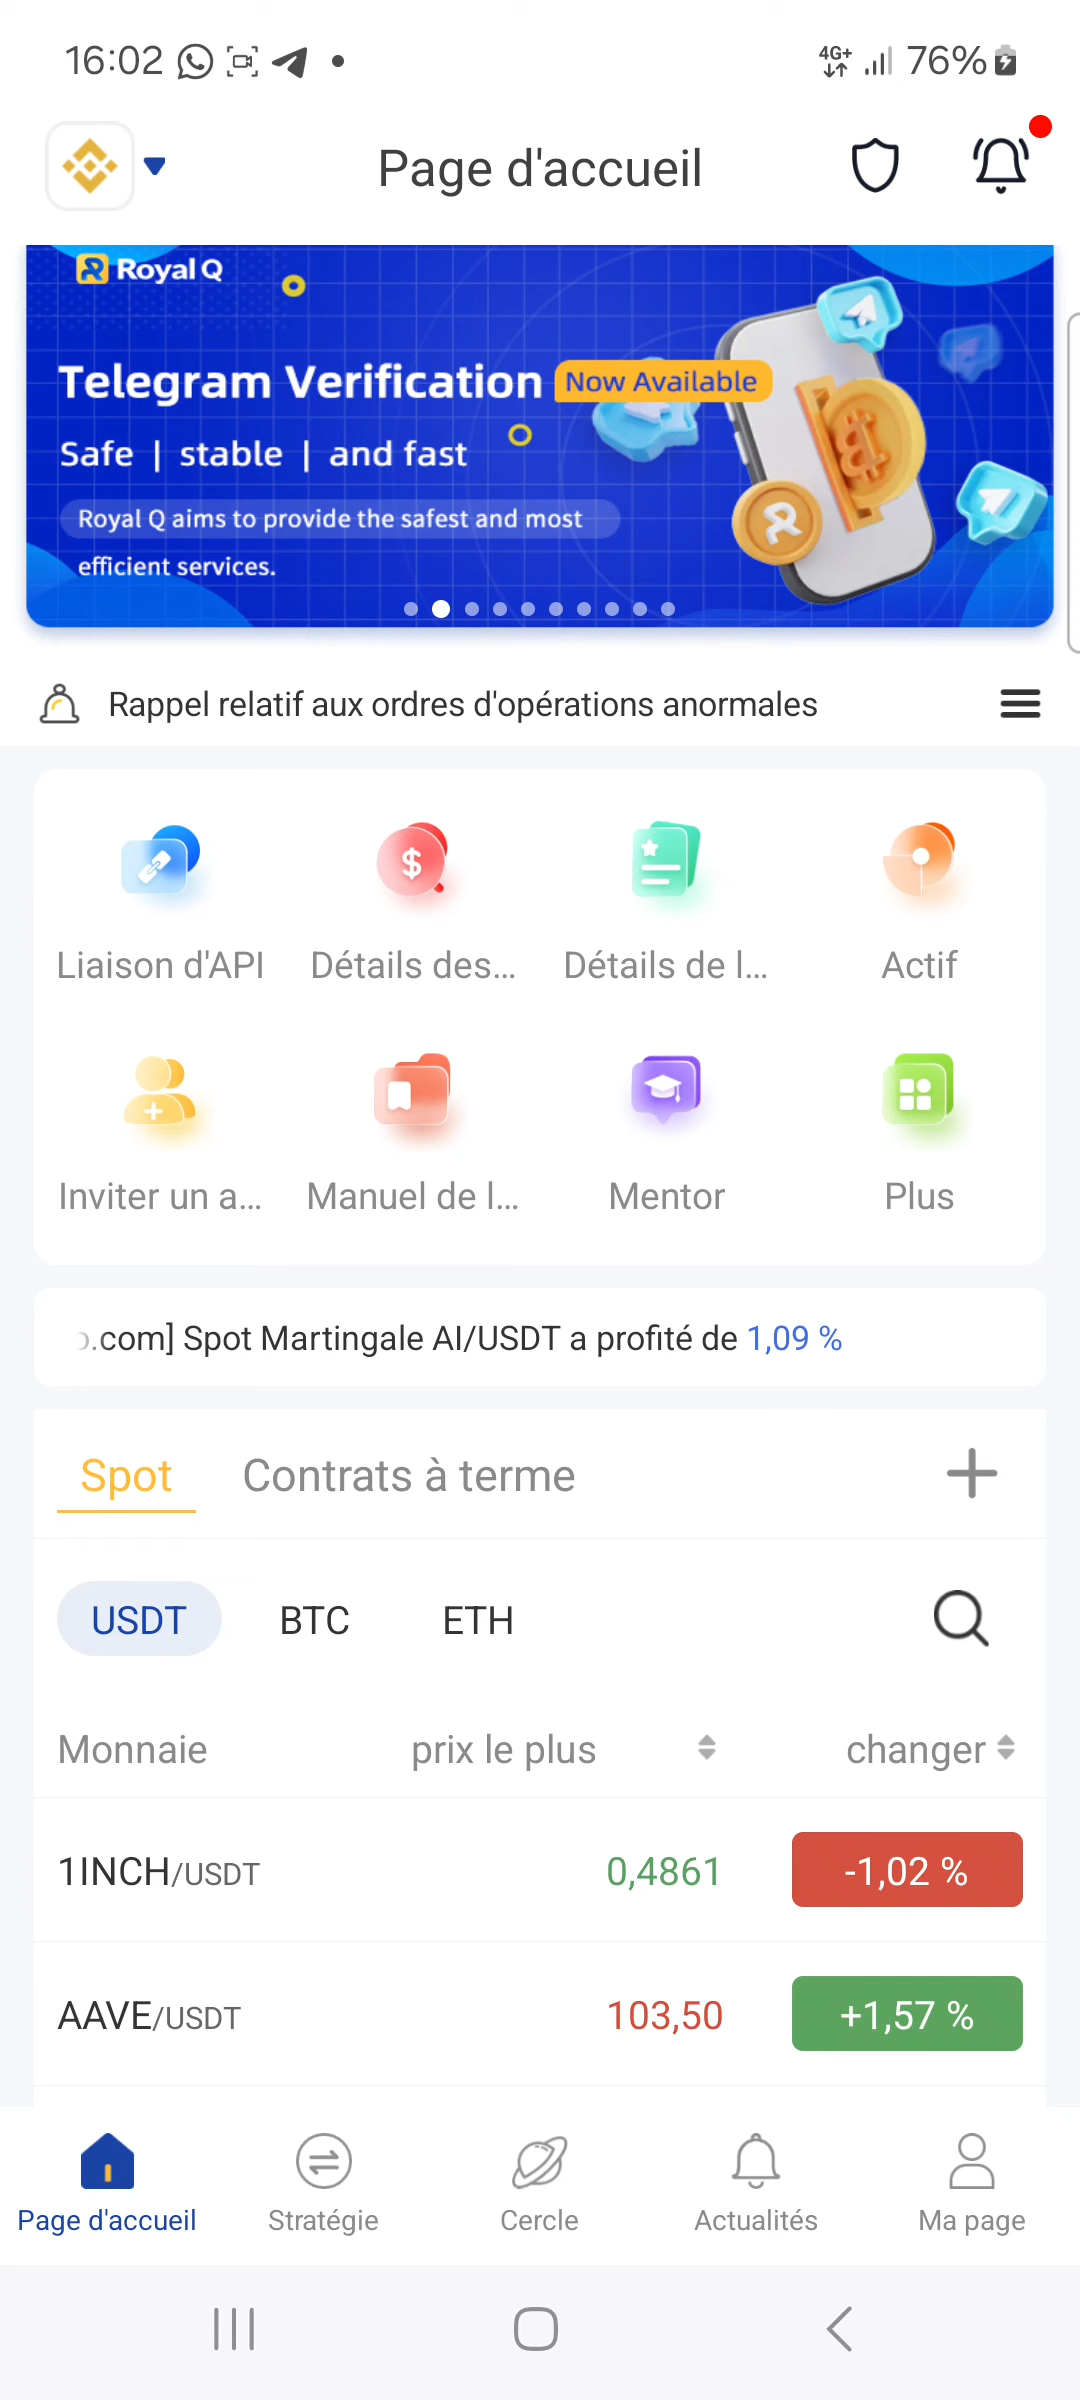 16:02
4G+
76%
Page d'accueil
Royal Q
Telegram Verification Now Available
Safe | stable | and fast
Royal Q aims to provide the safest and most
efficient services.
Rappel relatif aux ordres d'opérations anormales
Liaison d'API
Détails des...
Détails de l...
Actif
Inviter un a...
Manuel de l...
Mentor
Plus
.com] Spot Martingale AI/USDT a profité de 1,09 %
Spot
Contrats à terme
USDT
BTC
ETH
Monnaie
prix le plus
changer
1INCH/USDT
0,4861
-1,02 %
AAVE/USDT
103,50
+1,57 %
Page d'accueil
Stratégie
Cercle
Actualités
Ma page